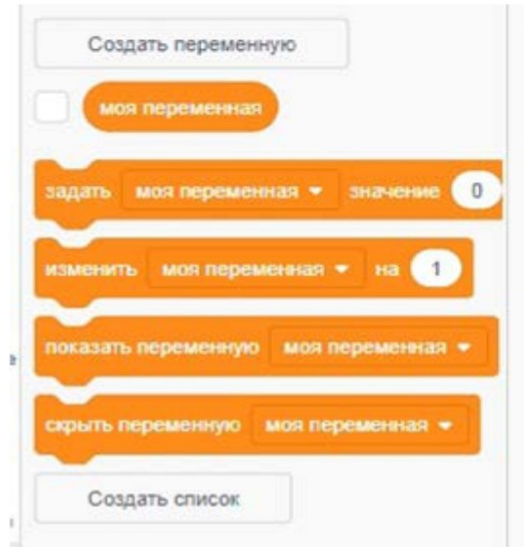 Создать переменную
моя переменная
задать моя переменная значение 0
изменить моя переменная на 1
показать переменную моя переменная
скрыть переменную моя переменная
Создать список